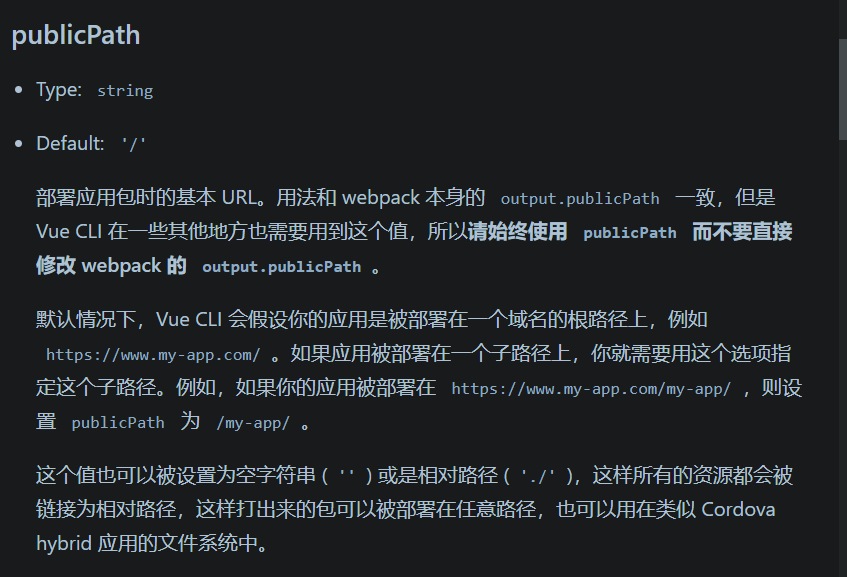 publicPath
Type: string
Default: '/'
部署应用包时的基本 URL。用法和 webpack 本身的 output.publicPath 一致，但是
Vue CLI 在一些其他地方也需要用到这个值，所以请始终使用 publicPath 而不要直接
修改 webpack 的 output.publicPath 。
默认情况下，Vue CLI 会假设你的应用是被部署在一个域名的根路径上，例如
https://www.my-app.com/ 。如果应用被部署在一个子路径上，你就需要用这个选项指
定这个子路径。例如，如果你的应用被部署在 https://www.my-app.com/my-app/ ，则设
置 publicPath 为 /my-app/ 。
这个值也可以被设置为空字符串 ( '' ) 或是相对路径 ( './' )，这样所有的资源都会被
链接为相对路径，这样打出来的包可以被部署在任意路径，也可以用在类似 Cordova
hybrid 应用的文件系统中。